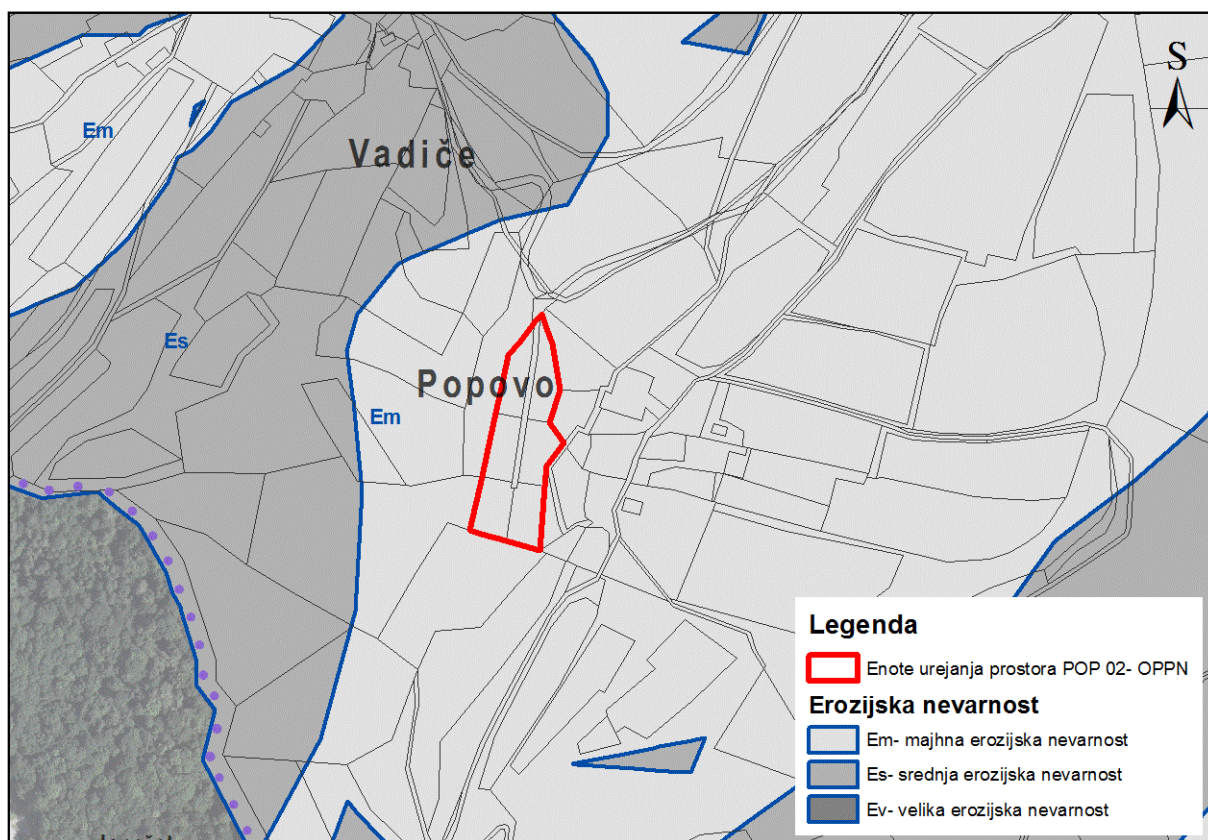 S
Em
Vadiče
Es
Popovo
Em
Legenda
Enote urejanja prostora POP 02- OPPN
Erozijska nevarnost
Em- majhna erozijska nevarnost
Es- srednja erozijska nevarnost
Ev- velika erozijska nevarnost